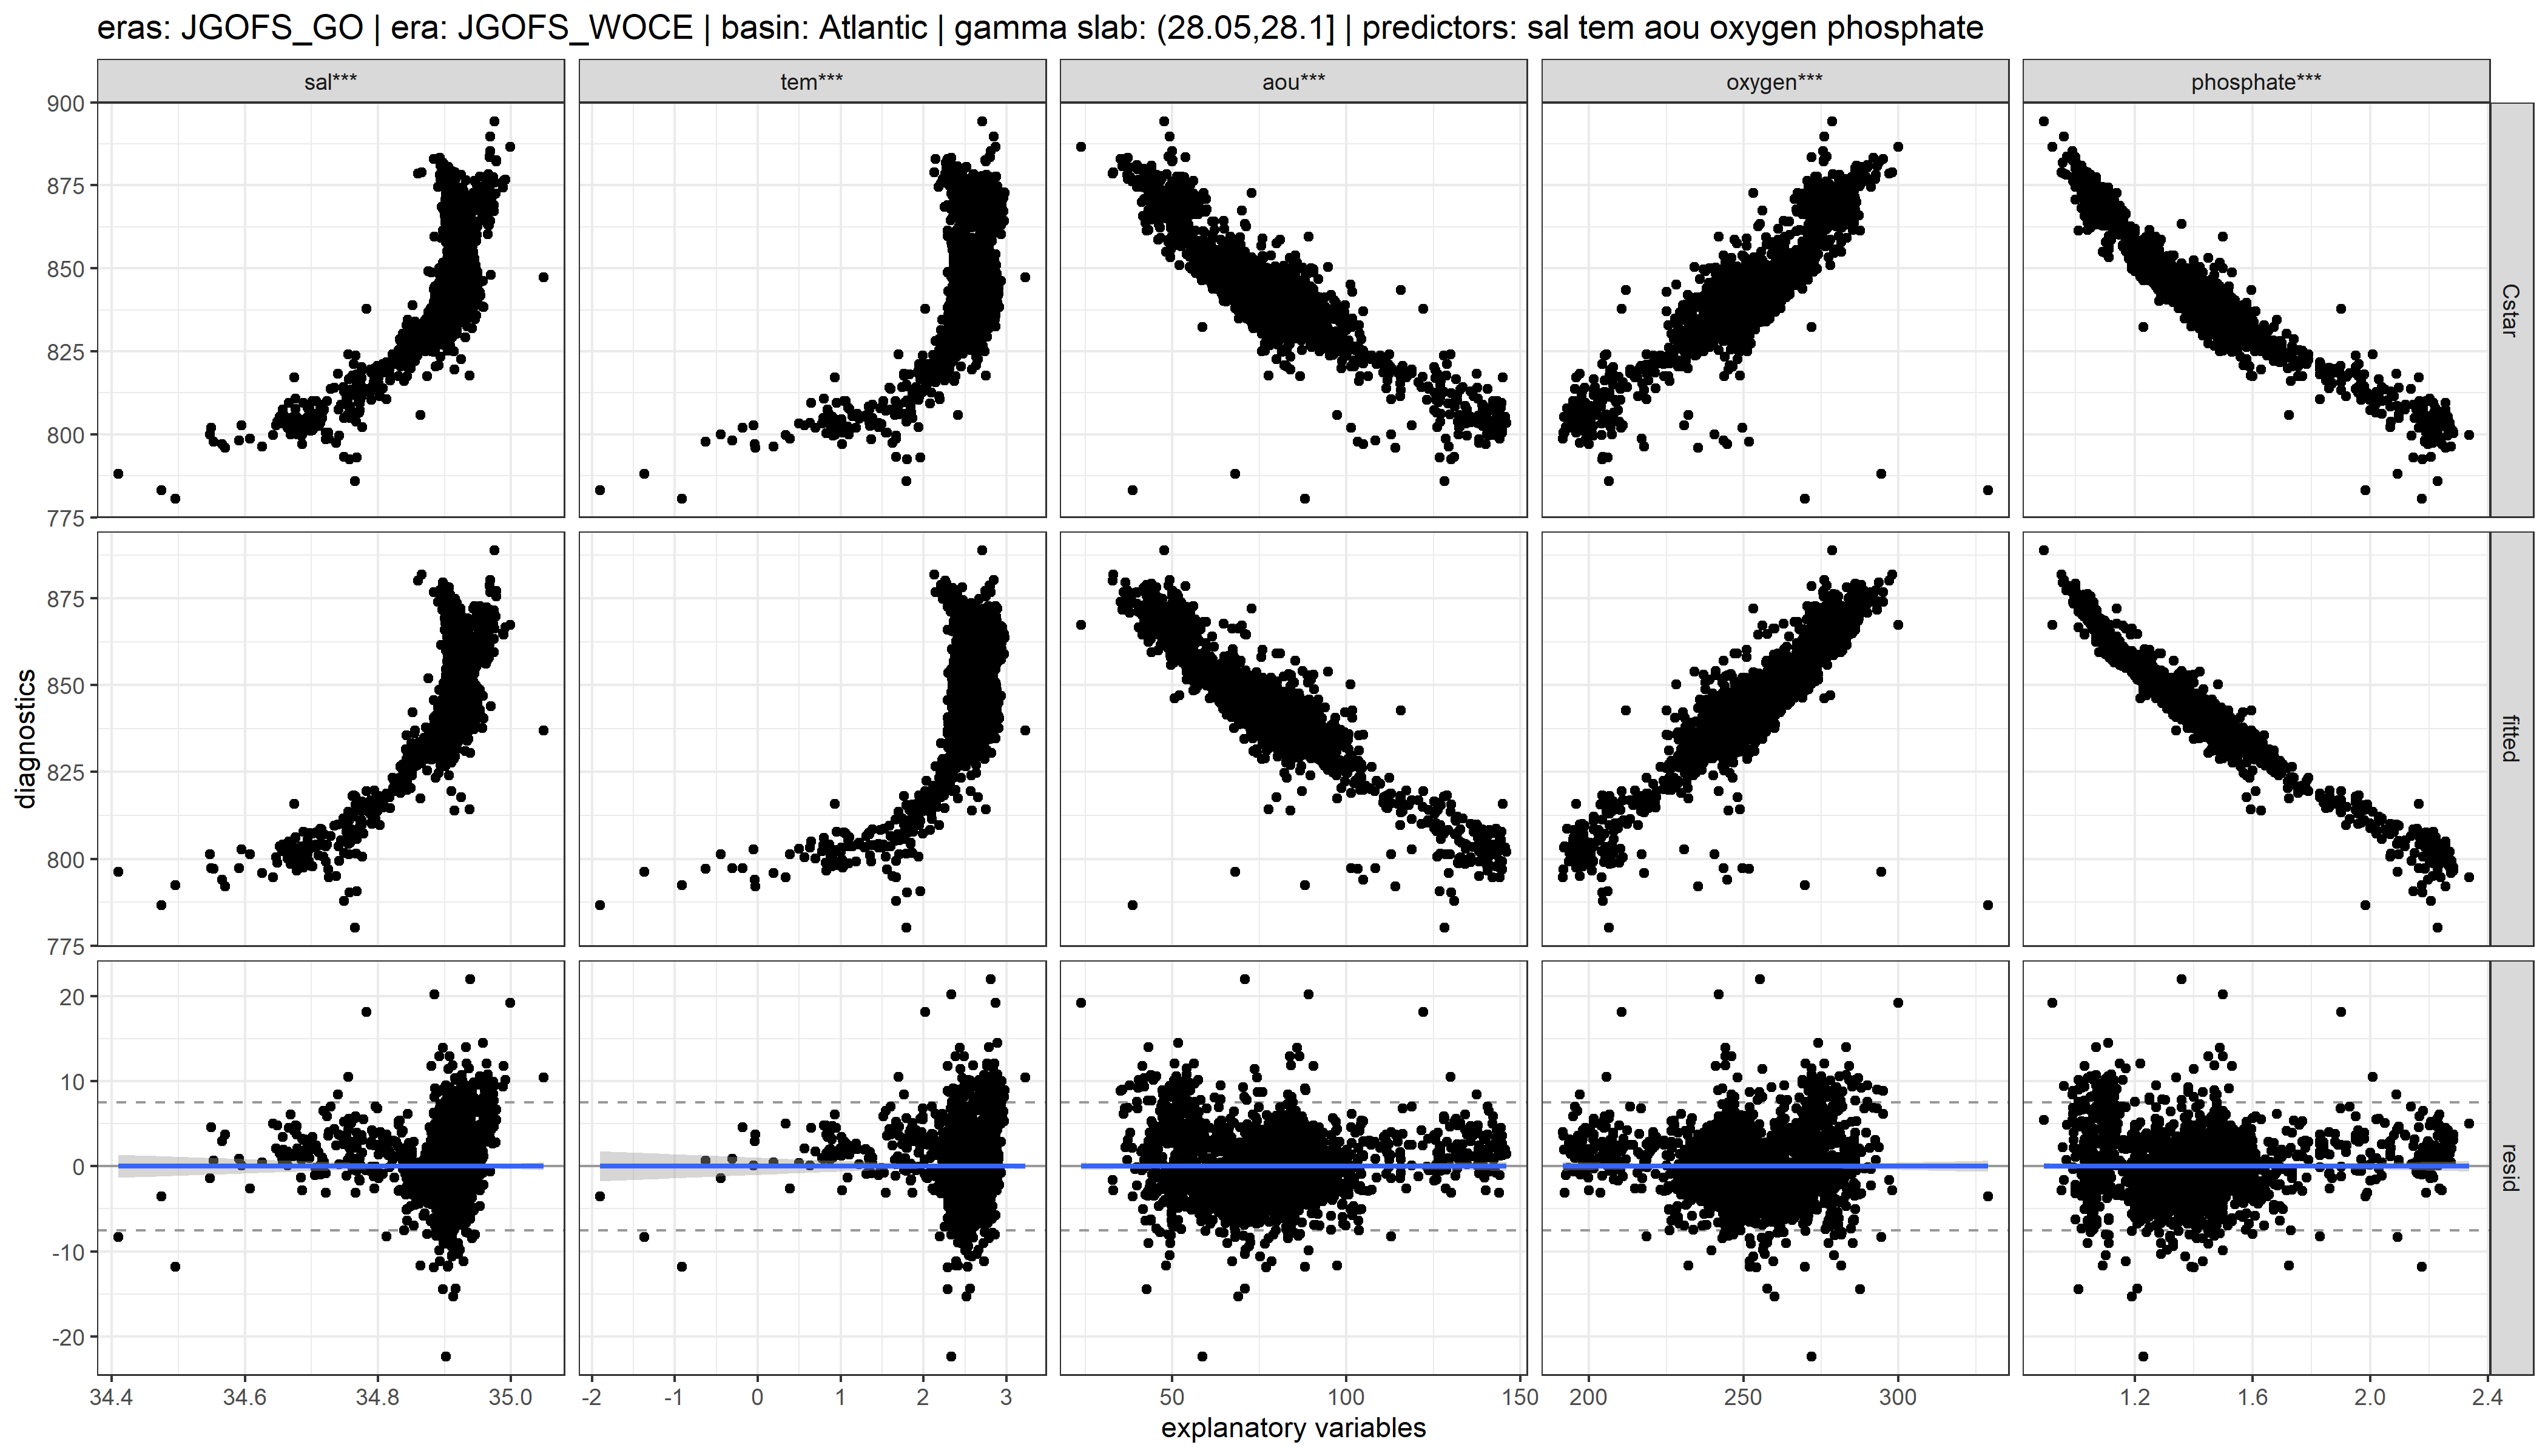 eras: JGOFS_GO | era: JGOFS_WOCE | basin: Atlantic | gamma slab: (28.05,28.1] | predictors: sal tem aou oxygen phosphate
sal*** tem*** aou*** oxygen*** phosphate***
900
875
850
825
800
775
Cstar
875
850
825
800
775
fitted
diagnostics
20
10
0
-10
-20
resid
34.4 34.6 34.8 35.0 -2 -1 0 1 2 3 50 100 150 200 250 300 1.2 1.6 2.0 2.4
explanatory variables